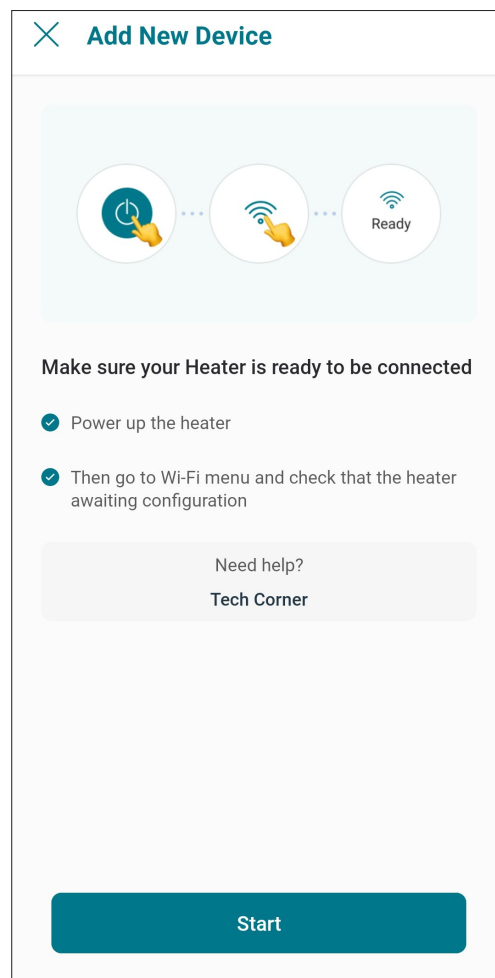 Add New Device
Ready
Make sure your Heater is ready to be connected
Power up the heater
Then go to Wi-Fi menu and check that the heater
awaiting configuration
Need help?
Tech Corner
Start